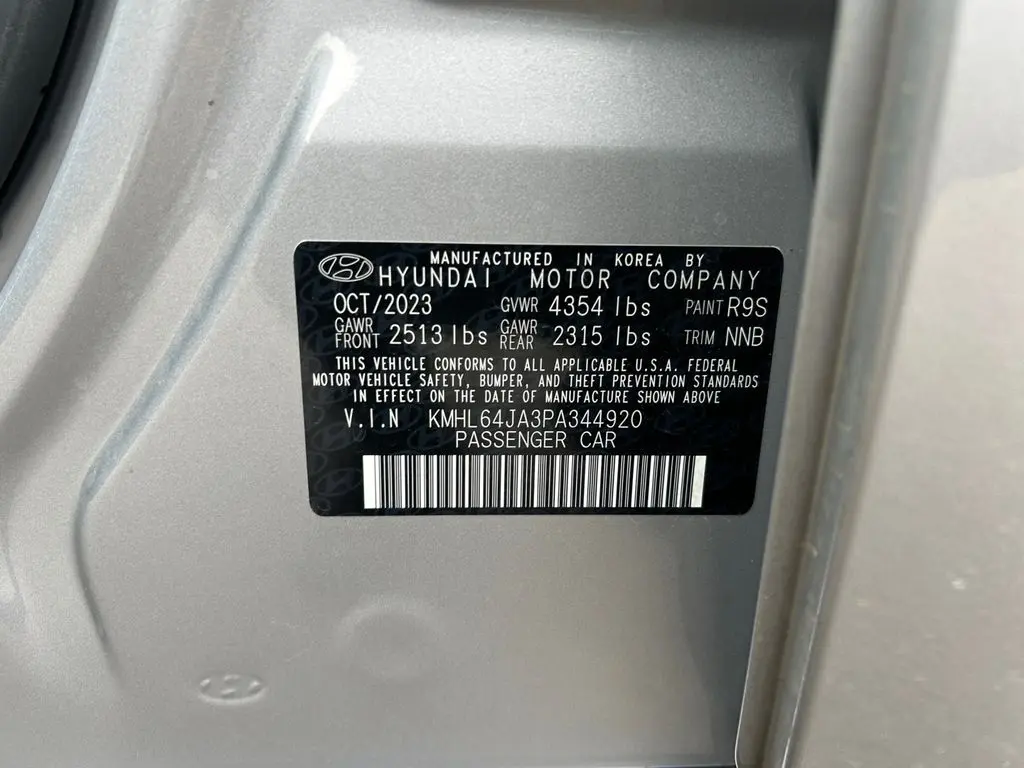 MANUFACTURED IN KOREA BY
HYUNDAI MOTOR COMPANY
OCT/2023 GVWR 4354 lbs PAINT R9S
GAWR FRONT 2513 lbs GAWR REAR 2315 lbs TRIM NNB
THIS VEHICLE CONFORMS TO ALL APPLICABLE U.S.A. FEDERAL
MOTOR VEHICLE SAFETY, BUMPER, AND THEFT PREVENTION STANDARDS
IN EFFECT ON THE DATE OF MANUFACTURE SHOWN ABOVE
V.I.N KMHL64JA3PA344920
PASSENGER CAR